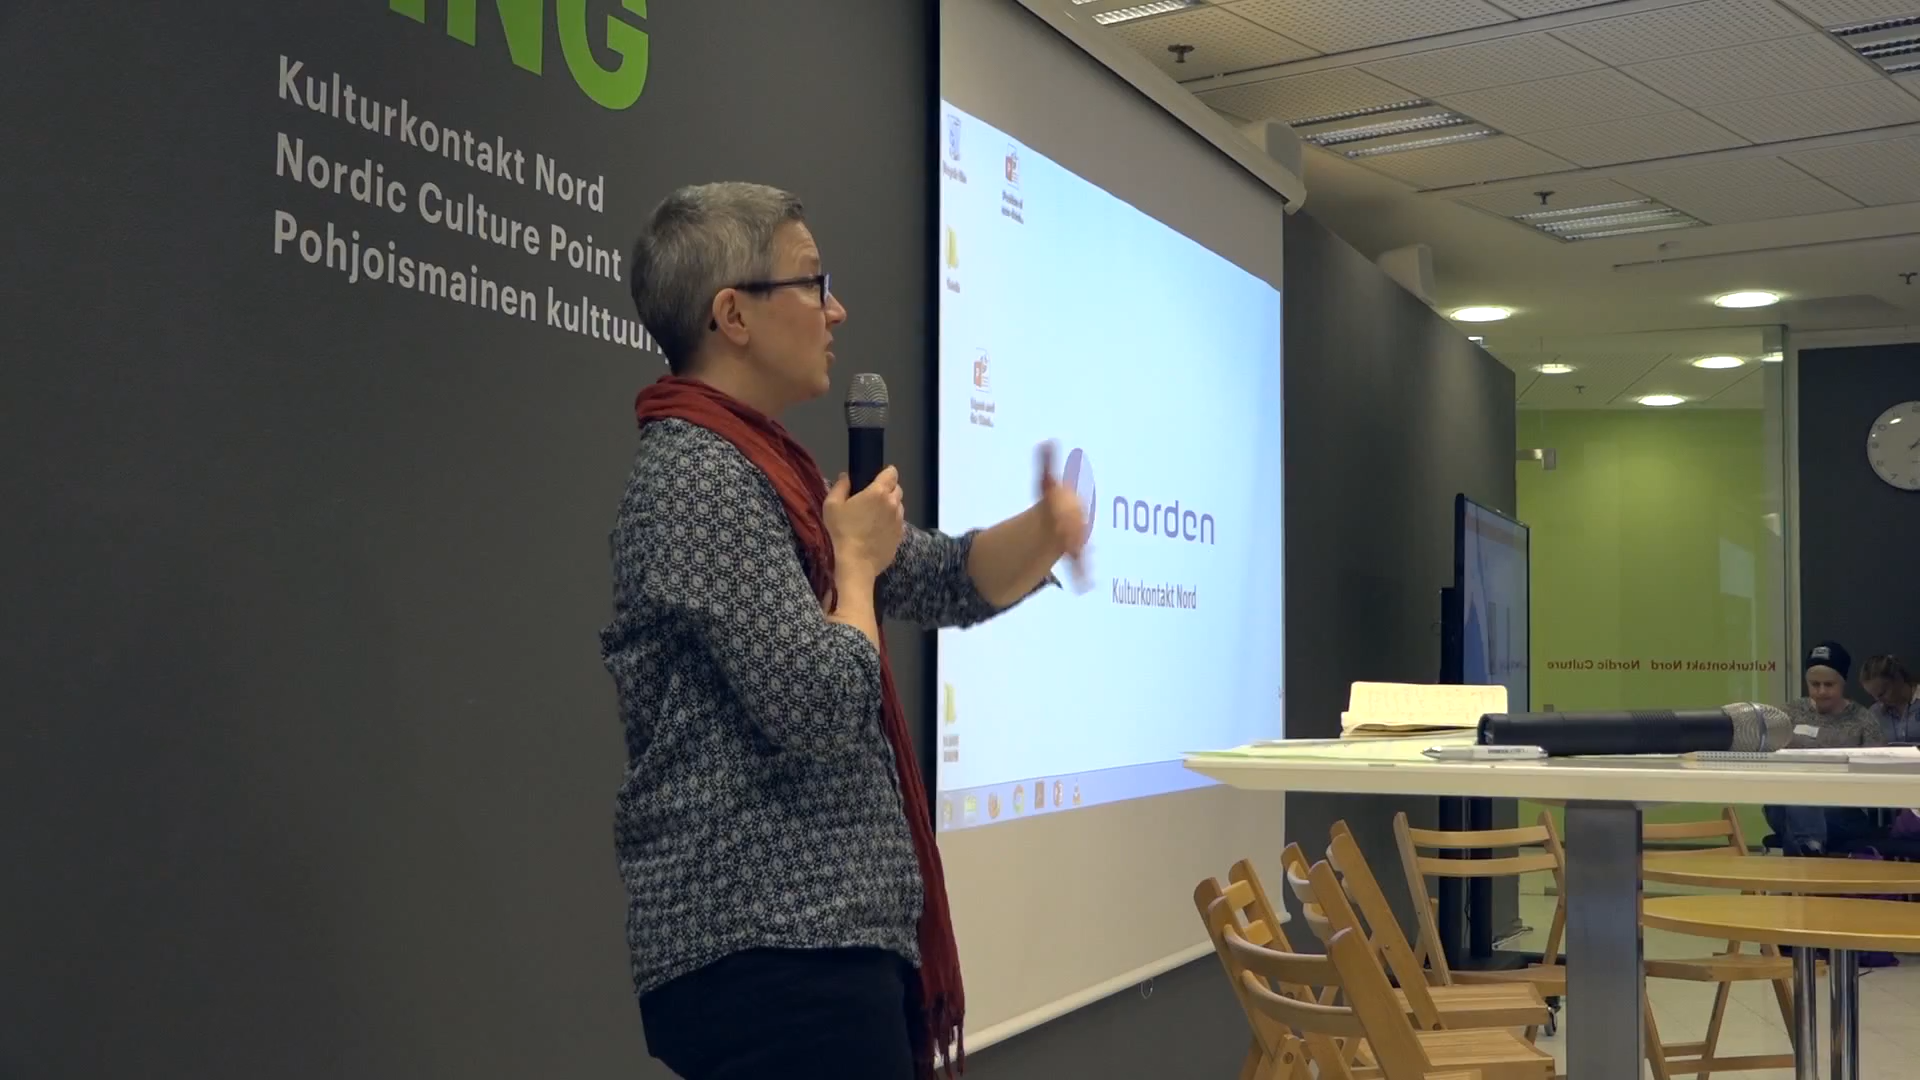 ING
Kulturkontakt Nord
Nordic Culture Point
Pohjoismainen kulttuuri
norden
Kulturkontakt Nord
Kulturkontakt Nord Nordic Culture